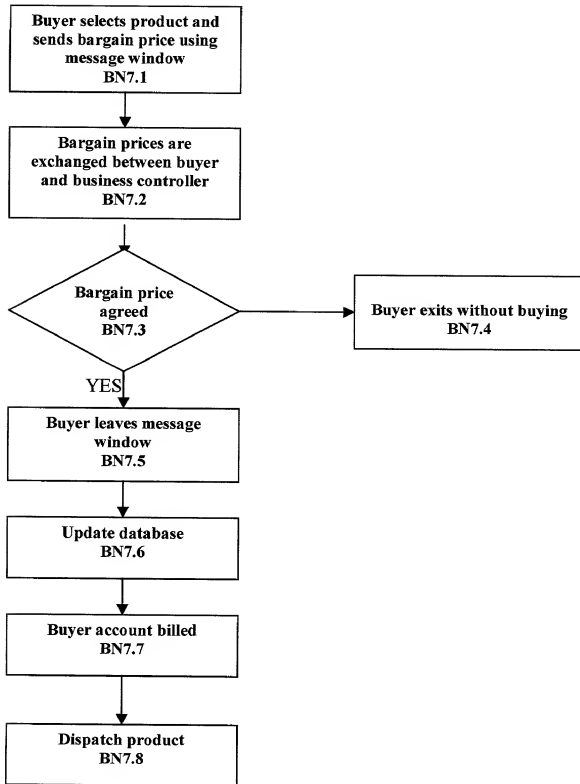 Buyer selects product and
sends bargain price using
message window
BN7.1
Bargain prices are
exchanged between buyer
and business controller
BN7.2
Bargain price
agreed
BN7.3
Buyer exits without buying
BN7.4
YES
Buyer leaves message
window
BN7.5
Update database
BN7.6
Buyer account billed
BN7.7
Dispatch product
BN7.8